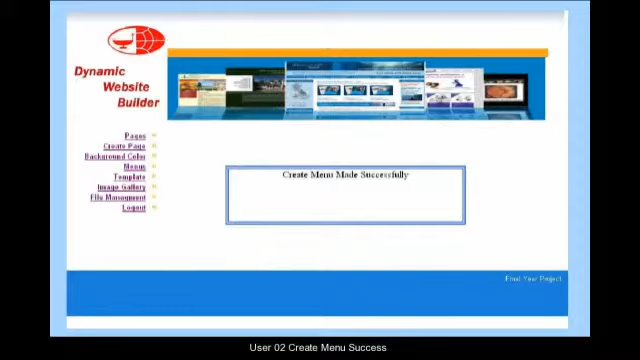 Dynamic
Website
Builder
Pages
Create Page
Background Color
Menus
Template
Image Gallery
File Managment
Logout
Create Menu Made Successfully
Final Year Project
User 02 Create Menu Success